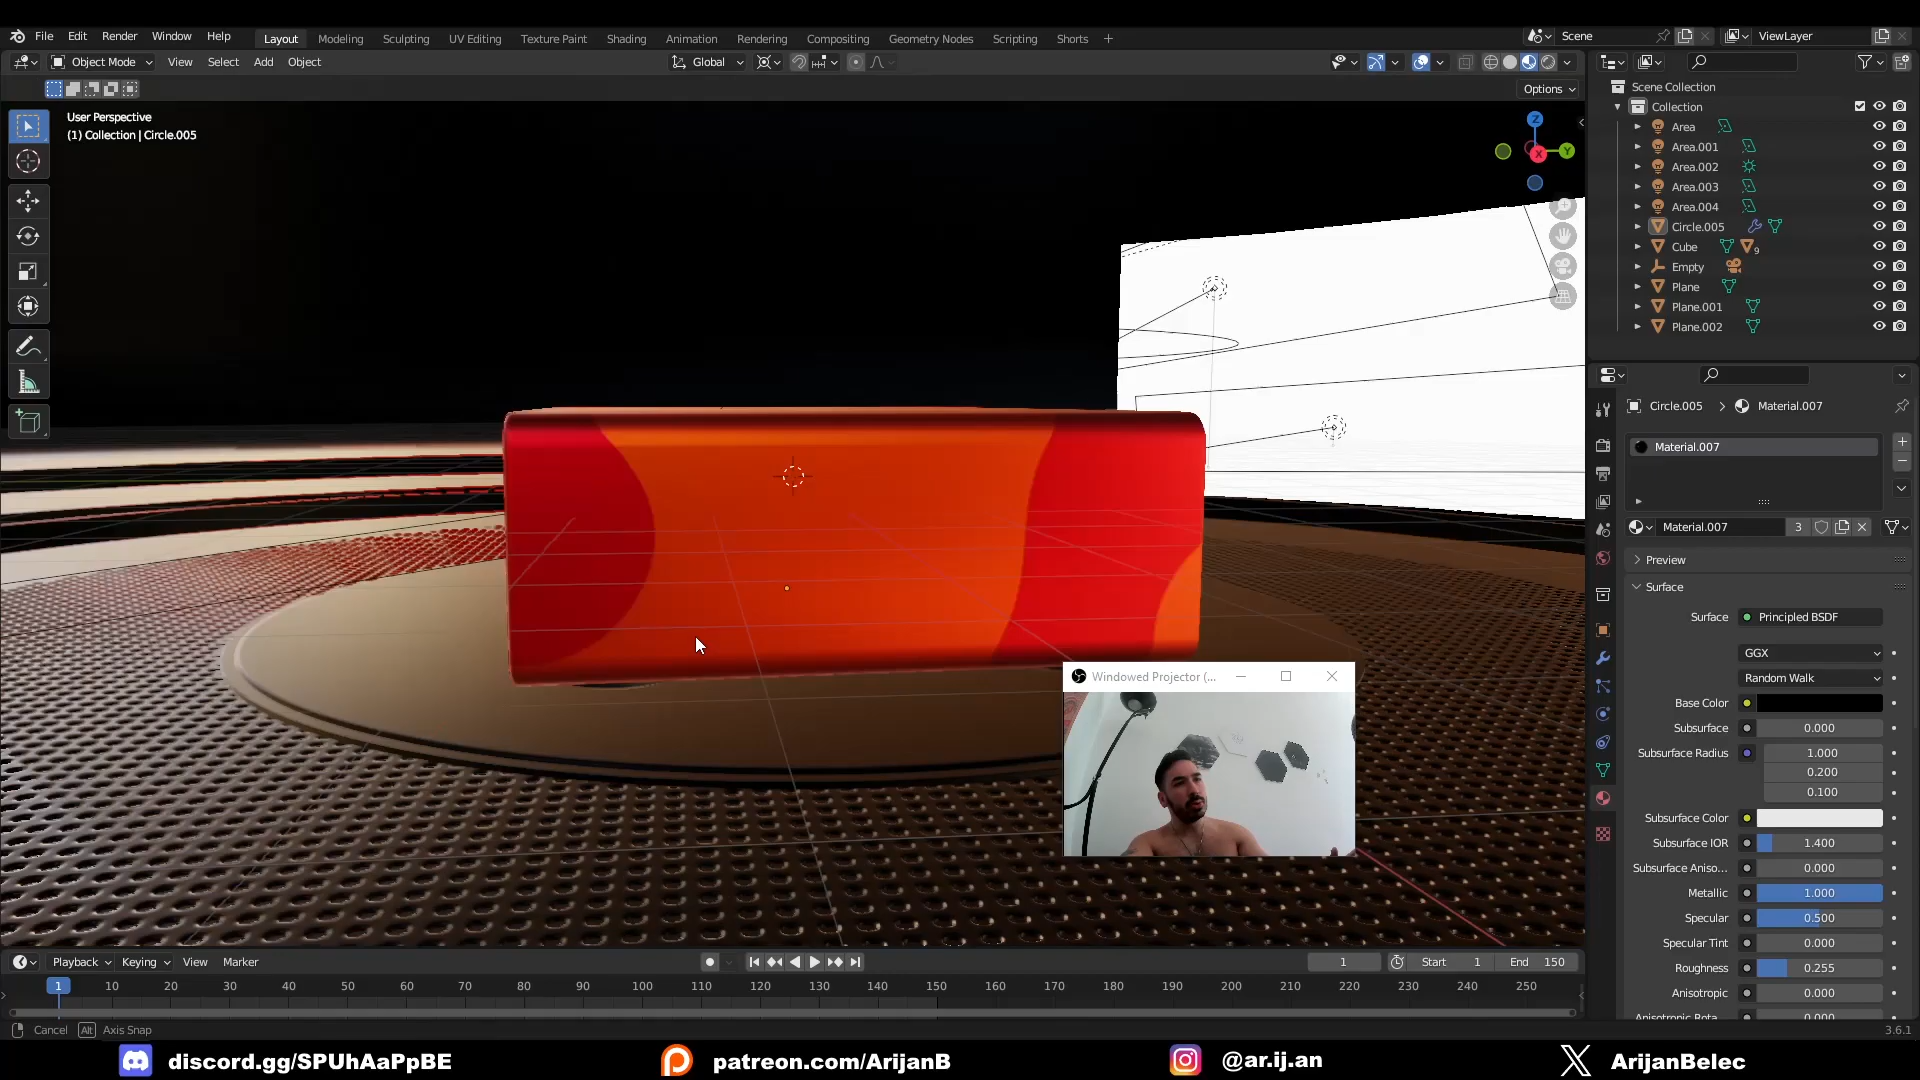 File Edit Render Window Help Layout Modeling Sculpting UV Editing Texture Paint Shading Animation Rendering Compositing Geometry Nodes Scripting Shorts + Scene ViewLayer
Object Mode View Select Add Object Global
Options
User Perspective
(1) Collection | Circle.005
Z
Y
X
Scene Collection
Collection
Area
Area.001
Area.002
Area.003
Area.004
Circle.005
Cube 9
Empty
Plane
Plane.001
Plane.002
Circle.005 > Material.007
Material.007
Material.007 3
Preview
Surface
Surface Principled BSDF
GGX
Random Walk
Base Color
Subsurface 0.000
Subsurface Radius 1.000
0.200
0.100
Subsurface Color
Subsurface IOR 1.400
Subsurface Aniso... 0.000
Metallic 1.000
Specular 0.500
Specular Tint 0.000
Roughness 0.255
Anisotropic 0.000
Anisotropic Rota... 0.000
Windowed Projector (...
Playback Keying View Marker 1 Start 1 End 150
1 10 20 30 40 50 60 70 80 90 100 110 120 130 140 150 160 170 180 190 200 210 220 230 240 250
Cancel Alt Axis Snap 3.6.1
discord.gg/SPUhAaPpBE patreon.com/ArijanB @ar.ij.an ArijanBelec